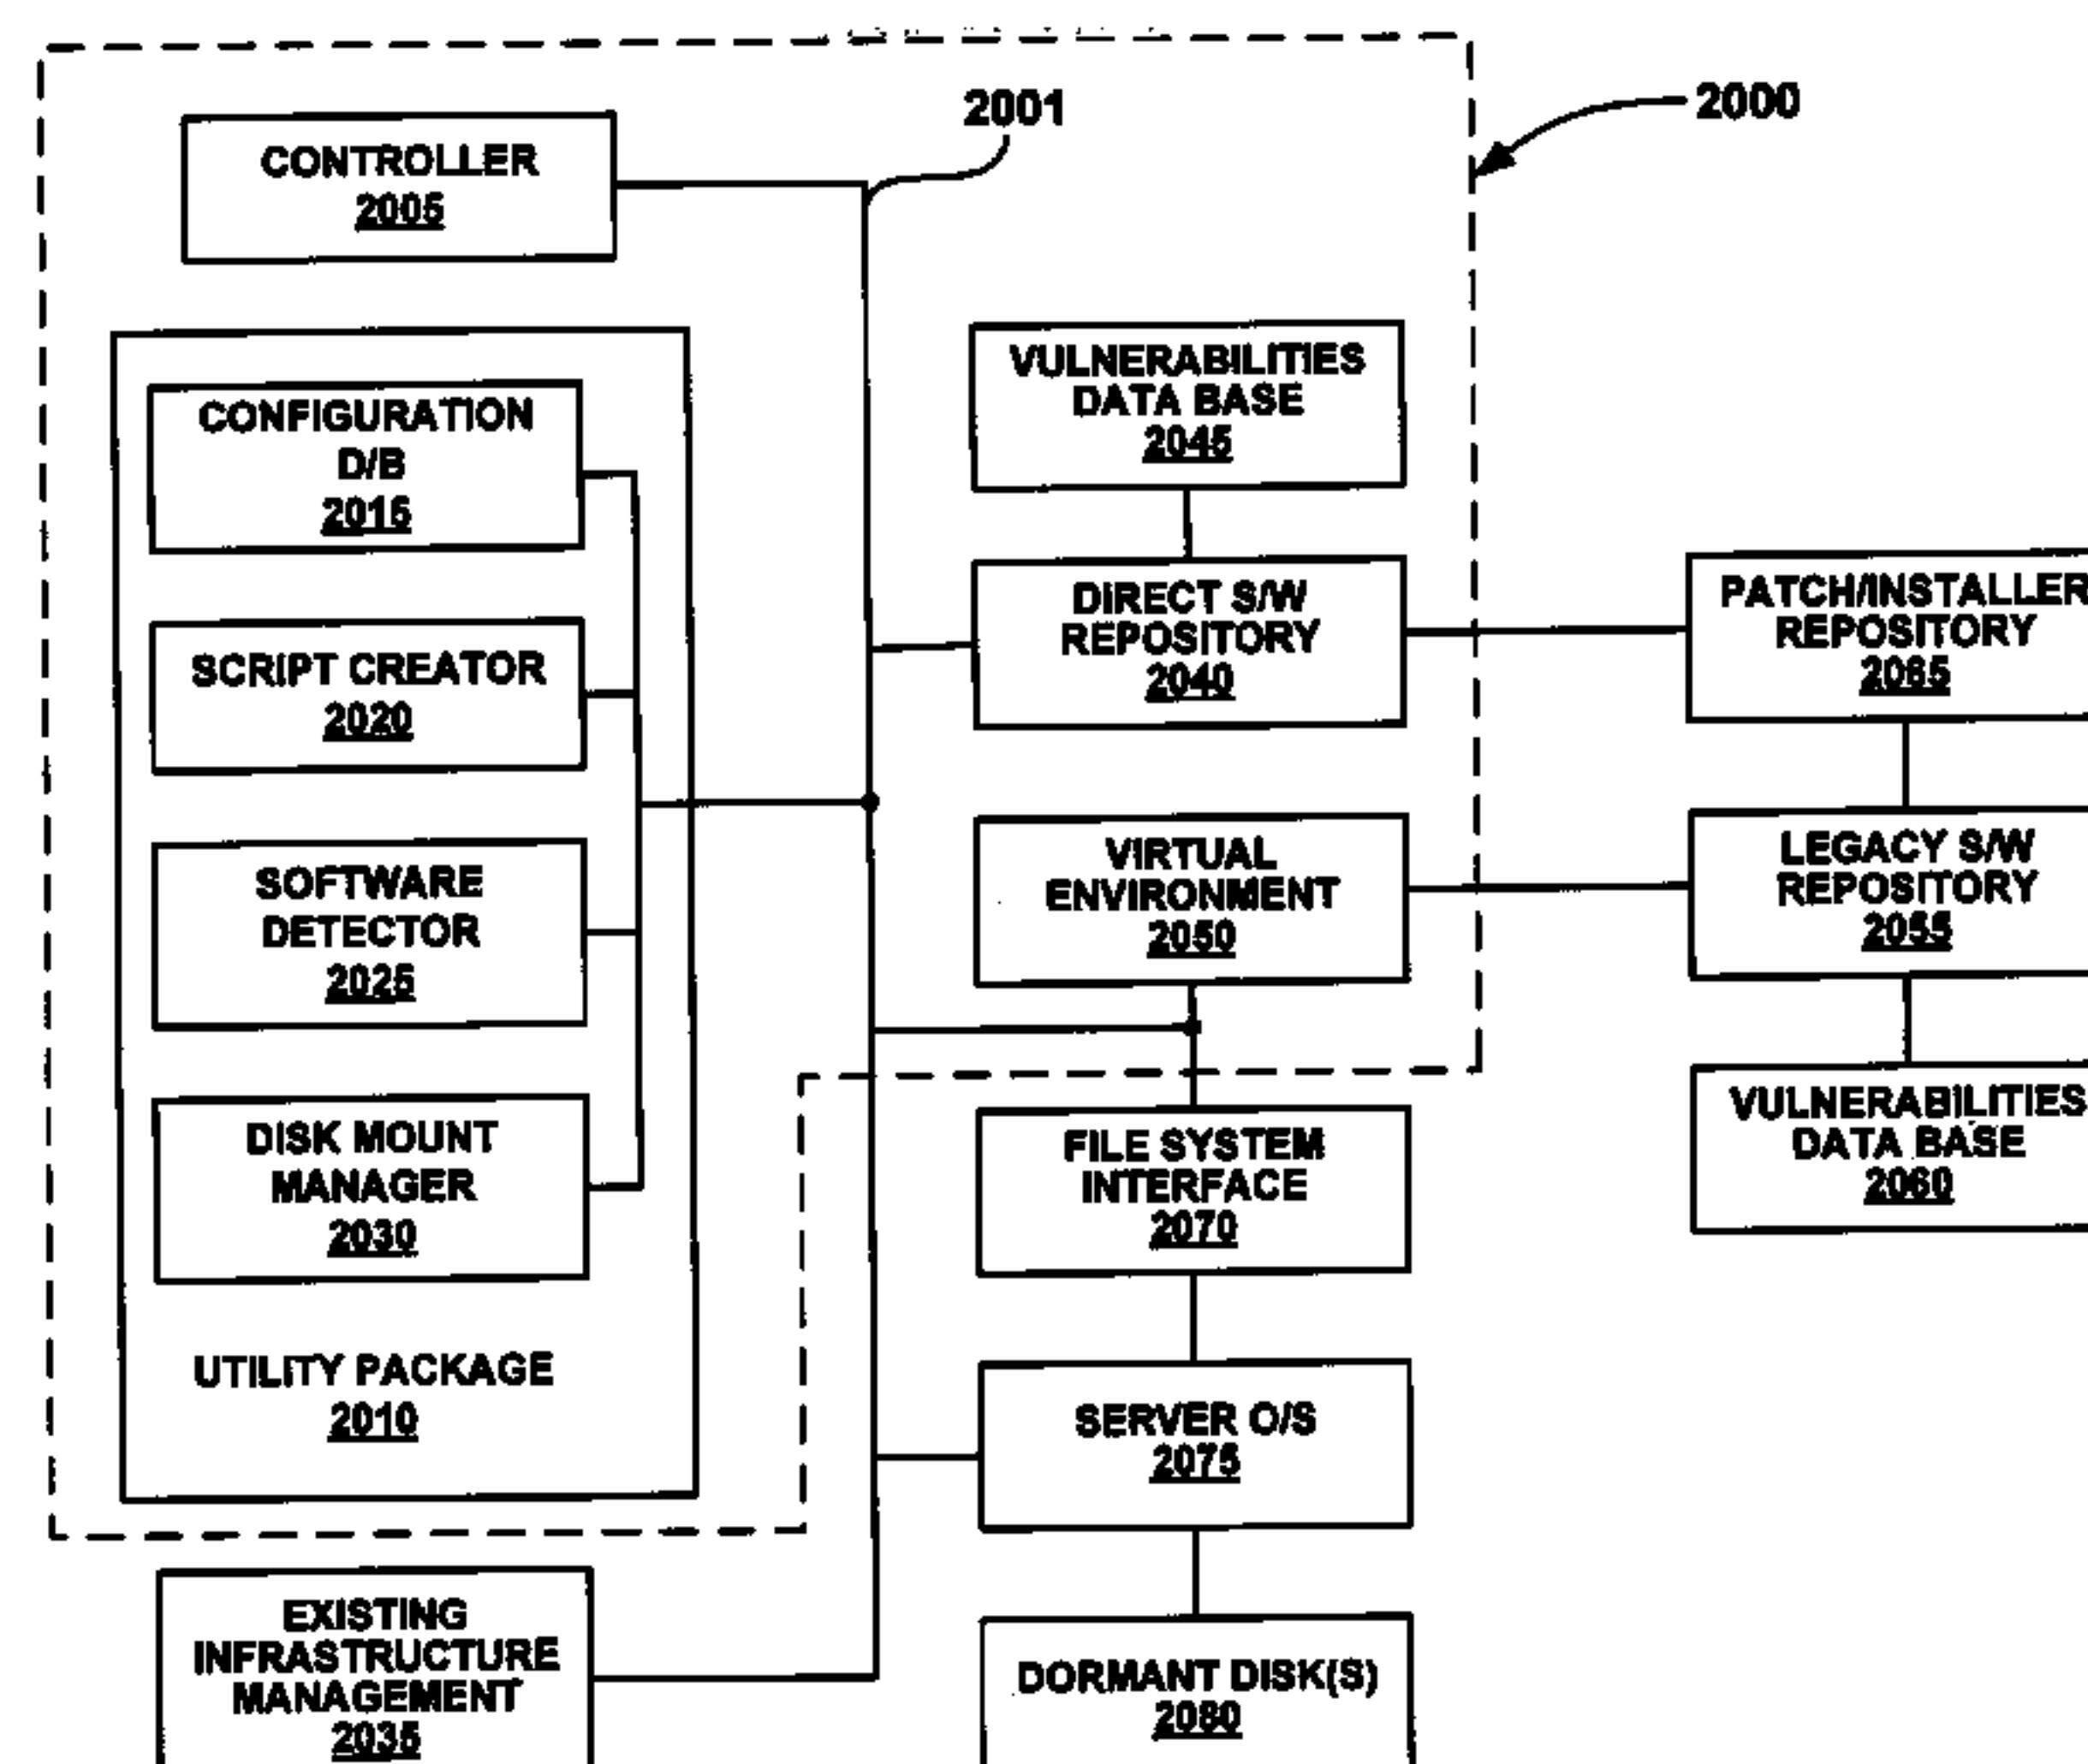 2001
2000
CONTROLLER
2005
CONFIGURATION
D/B
2015
SCRIPT CREATOR
2020
SOFTWARE
DETECTOR
2025
DISK MOUNT
MANAGER
2030
UTILITY PACKAGE
2010
EXISTING
INFRASTRUCTURE
MANAGEMENT
2035
VULNERABILITIES
DATA BASE
2045
DIRECT S/W
REPOSITORY
2040
VIRTUAL
ENVIRONMENT
2050
FILE SYSTEM
INTERFACE
2070
SERVER O/S
2075
DORMANT DISK(S)
2080
PATCH/INSTALLER
REPOSITORY
2065
LEGACY S/W
REPOSITORY
2055
VULNERABILITIES
DATA BASE
2060